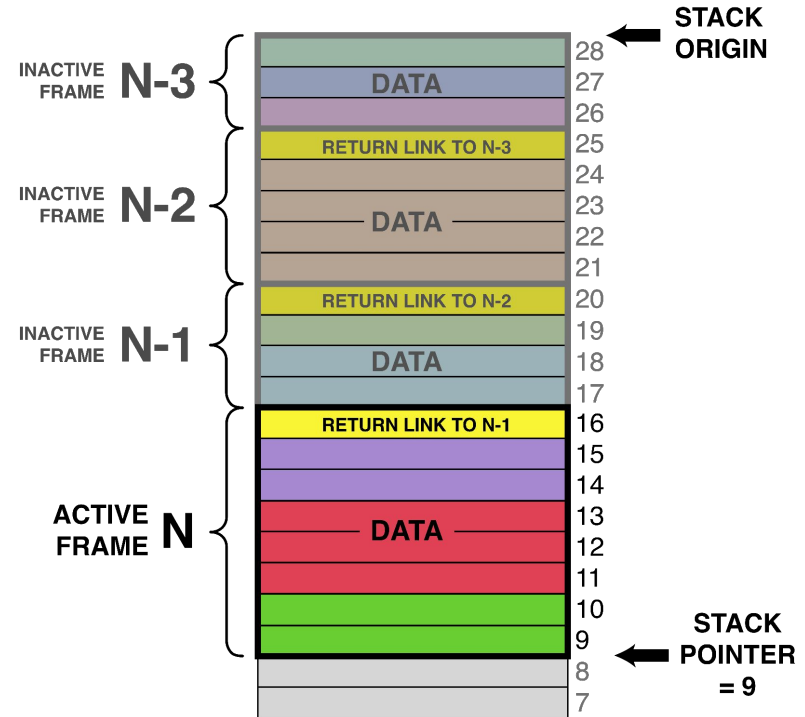 STACK
ORIGIN
INACTIVE
FRAME N-3
DATA
28
27
26
INACTIVE
FRAME N-2
RETURN LINK TO N-3
DATA
25
24
23
22
21
INACTIVE
FRAME N-1
RETURN LINK TO N-2
DATA
20
19
18
17
ACTIVE
FRAME N
RETURN LINK TO N-1
DATA
16
15
14
13
12
11
10
9
STACK
POINTER
= 9
8
7